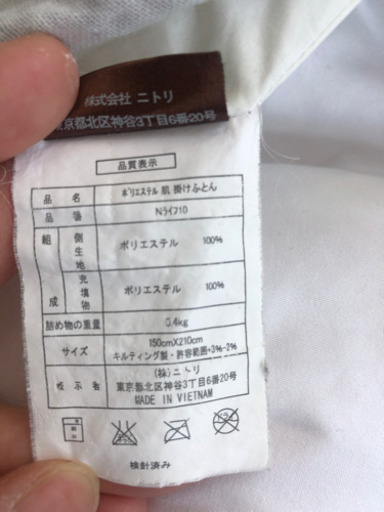 株式会社 ニトリ
東京都北区神谷3丁目6番20号
品質表示
品 名 ポリエステル 肌 掛けふとん
品 番 Nライフ10
組成 側生地 ポリエステル 100%
充填物 ポリエステル 100%
詰め物の重量 0.4kg
サイズ 150cmX210cm
キルティング製・許容範囲+3%-2%
表示者 (株)ニトリ
東京都北区神谷3丁目6番20号
MADE IN VIETNAM
検針済み